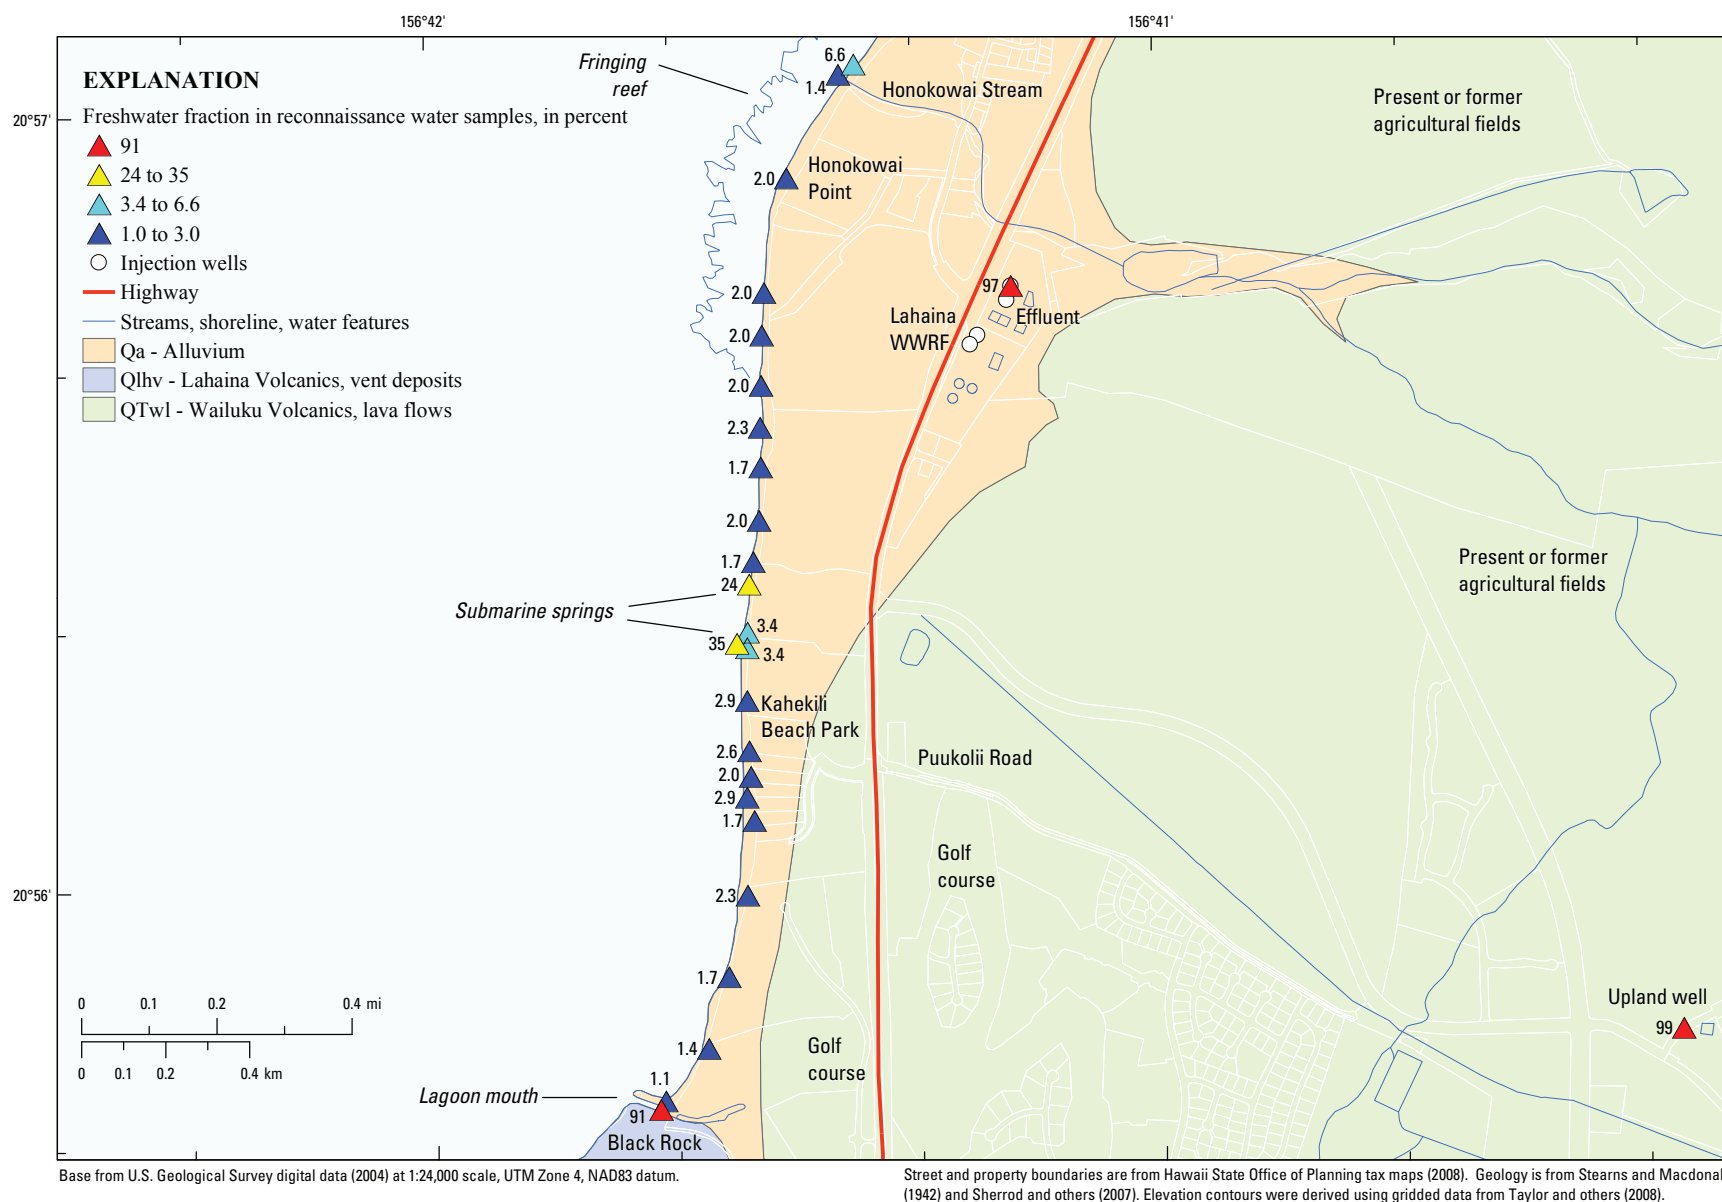 156°42'
156°41'
EXPLANATION
Freshwater fraction in reconnaissance water samples, in percent
91
24 to 35
3.4 to 6.6
1.0 to 3.0
Injection wells
Highway
Streams, shoreline, water features
Qa - Alluvium
Qlhv - Lahaina Volcanics, vent deposits
QTwl - Wailuku Volcanics, lava flows
20°57'
20°56'
Fringing
reef
6.6
1.4
Honokowai Stream
Present or former
agricultural fields
2.0
Honokowai
Point
2.0
97
Lahaina
WWRF
Effluent
2.0
2.0
2.3
1.7
2.0
1.7
24
Submarine springs
3.4
35
3.4
Present or former
agricultural fields
2.9
Kahekili
Beach Park
2.6
2.0
2.9
1.7
Puukolii Road
Golf
course
2.3
1.7
1.4
Golf
course
Upland well
99
0 0.1 0.2 0.4 mi
0 0.1 0.2 0.4 km
1.1
Lagoon mouth
91
Black Rock
Base from U.S. Geological Survey digital data (2004) at 1:24,000 scale, UTM Zone 4, NAD83 datum.
Street and property boundaries are from Hawaii State Office of Planning tax maps (2008). Geology is from Stearns and Macdonal
(1942) and Sherrod and others (2007). Elevation contours were derived using gridded data from Taylor and others (2008).